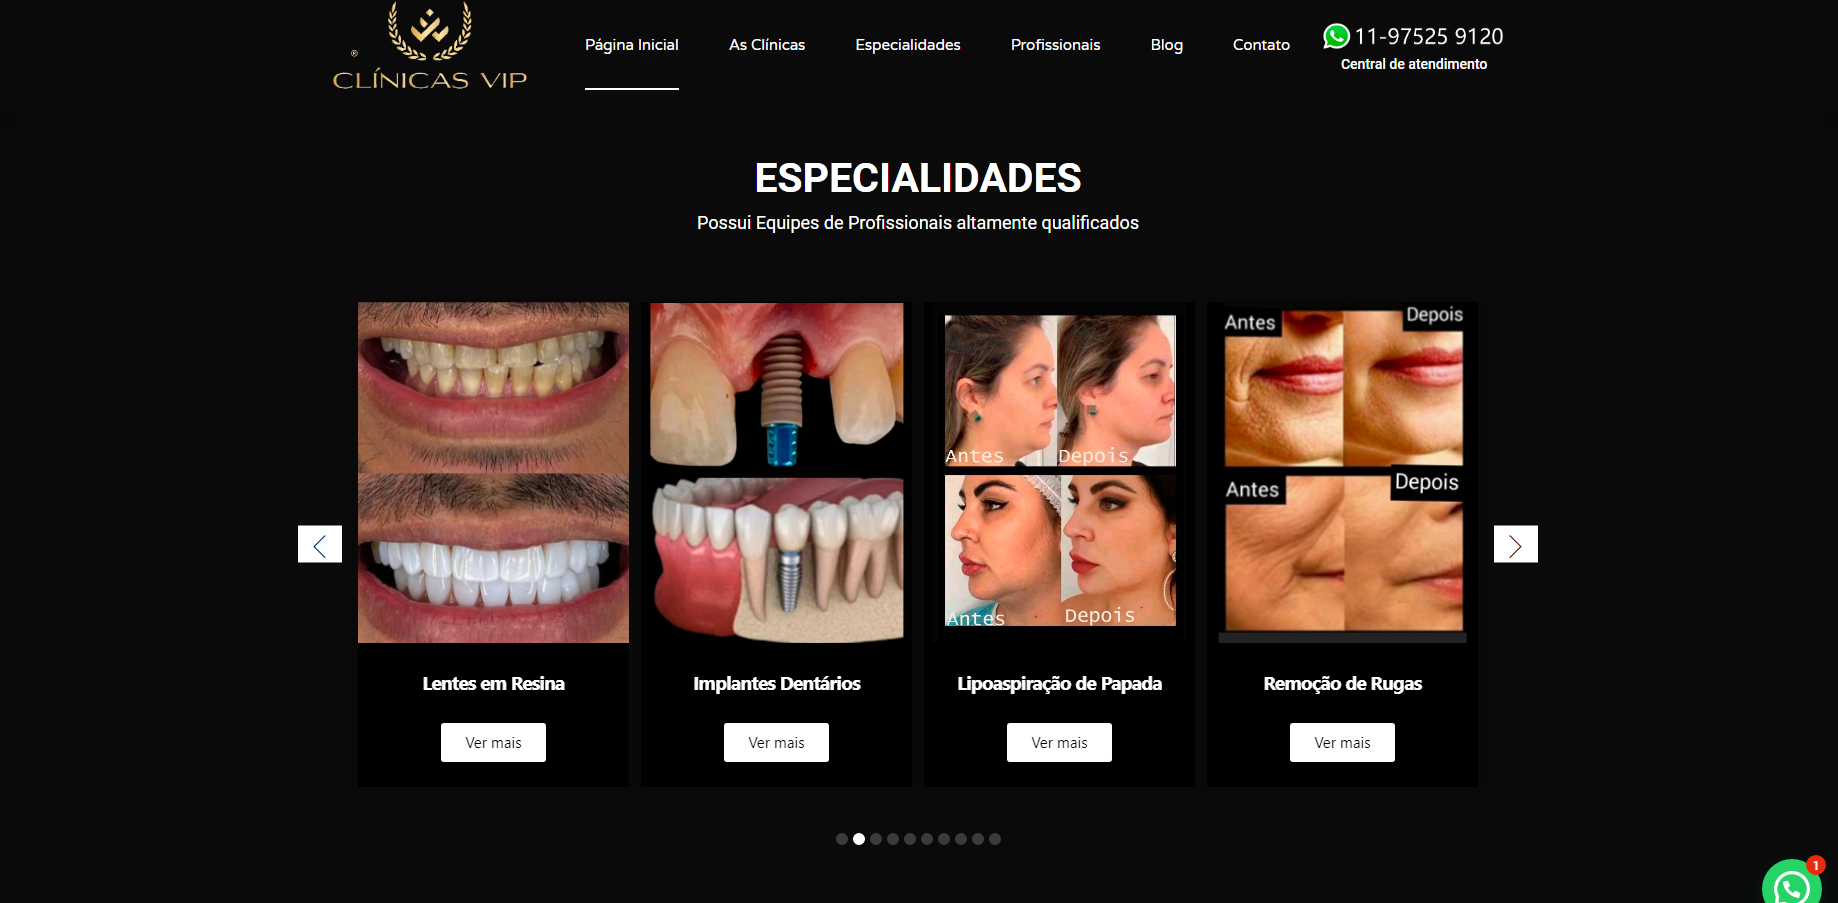 ®
CLÍNICAS VIP
Página Inicial
As Clínicas
Especialidades
Profissionais
Blog
Contato
11-97525 9120
Central de atendimento
ESPECIALIDADES
Possui Equipes de Profissionais altamente qualificados
Antes
Depois
Antes
Depois
Antes
Depois
Antes
Depois
Lentes em Resina
Implantes Dentários
Lipoaspiração de Papada
Remoção de Rugas
Ver mais
Ver mais
Ver mais
Ver mais
1